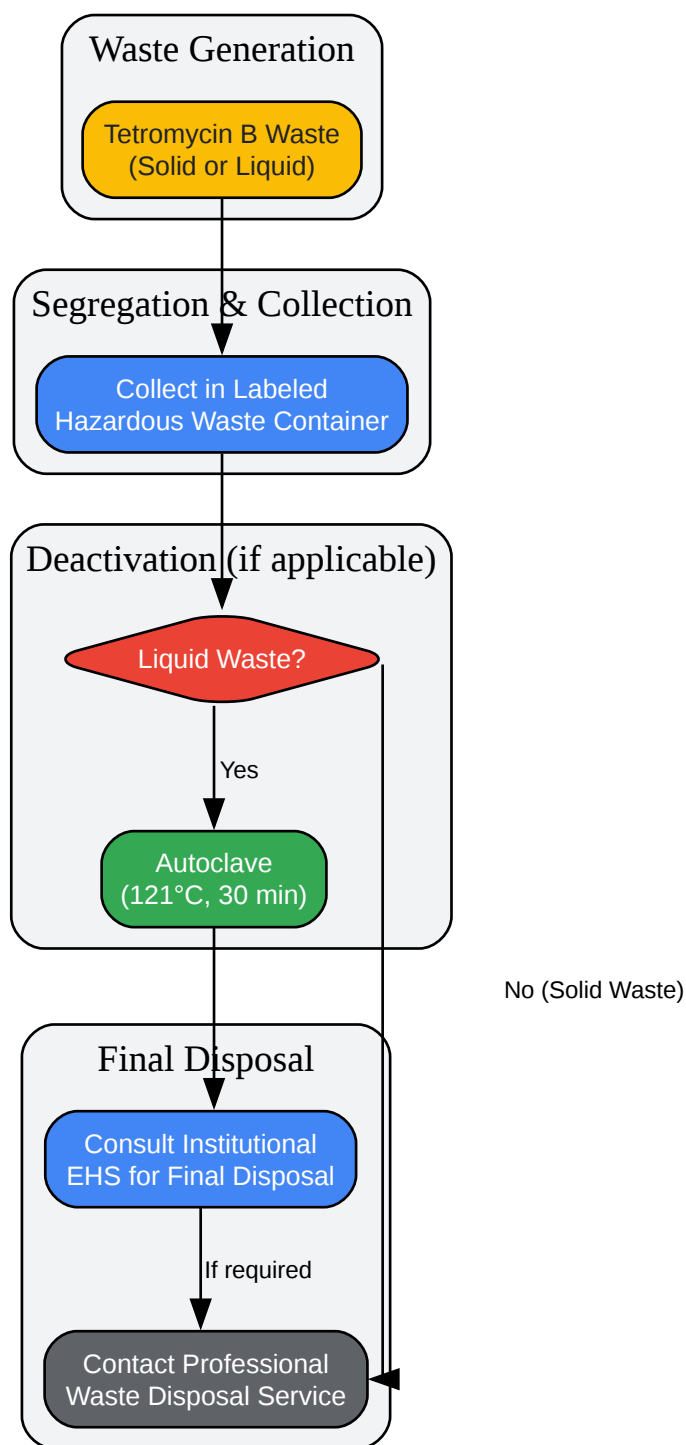 Waste Generation
Tetromycin B Waste
(Solid or Liquid)
Segregation & Collection
Collect in Labeled
Hazardous Waste Container
Deactivation (if applicable)
Liquid Waste?
Yes
Autoclave
(121°C, 30 min)
No (Solid Waste)
Final Disposal
Consult Institutional
EHS for Final Disposal
If required
Contact Professional
Waste Disposal Service